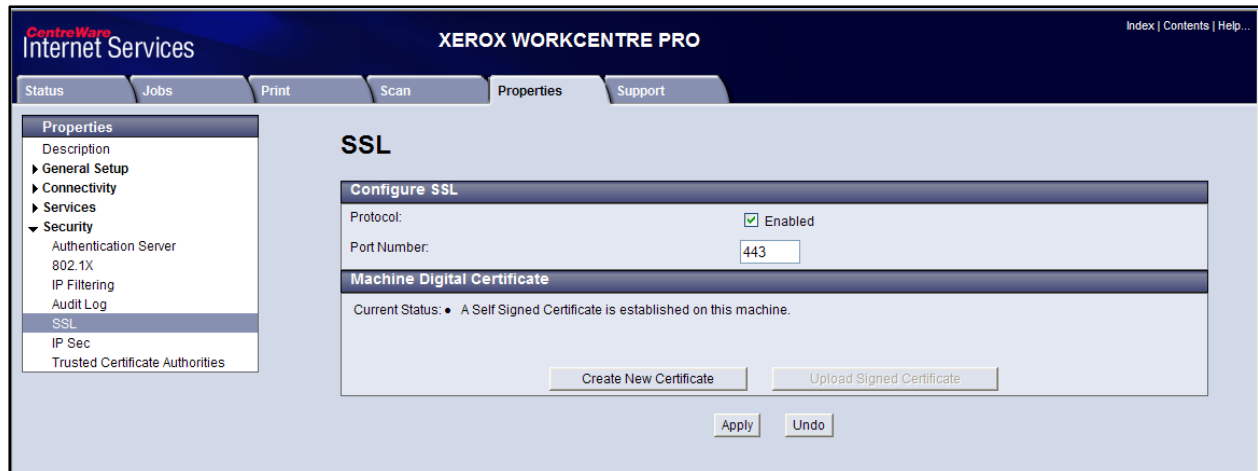 CentreWare
Internet Services
XEROX WORKCENTRE PRO
Index | Contents | Help...
Status Jobs Print Scan Properties Support
Properties
Description
General Setup
Connectivity
Services
Security
Authentication Server
802.1X
IP Filtering
Audit Log
SSL
IP Sec
Trusted Certificate Authorities
SSL
Configure SSL
Protocol: Enabled
Port Number: 443
Machine Digital Certificate
Current Status: • A Self Signed Certificate is established on this machine.
Create New Certificate Upload Signed Certificate
Apply Undo